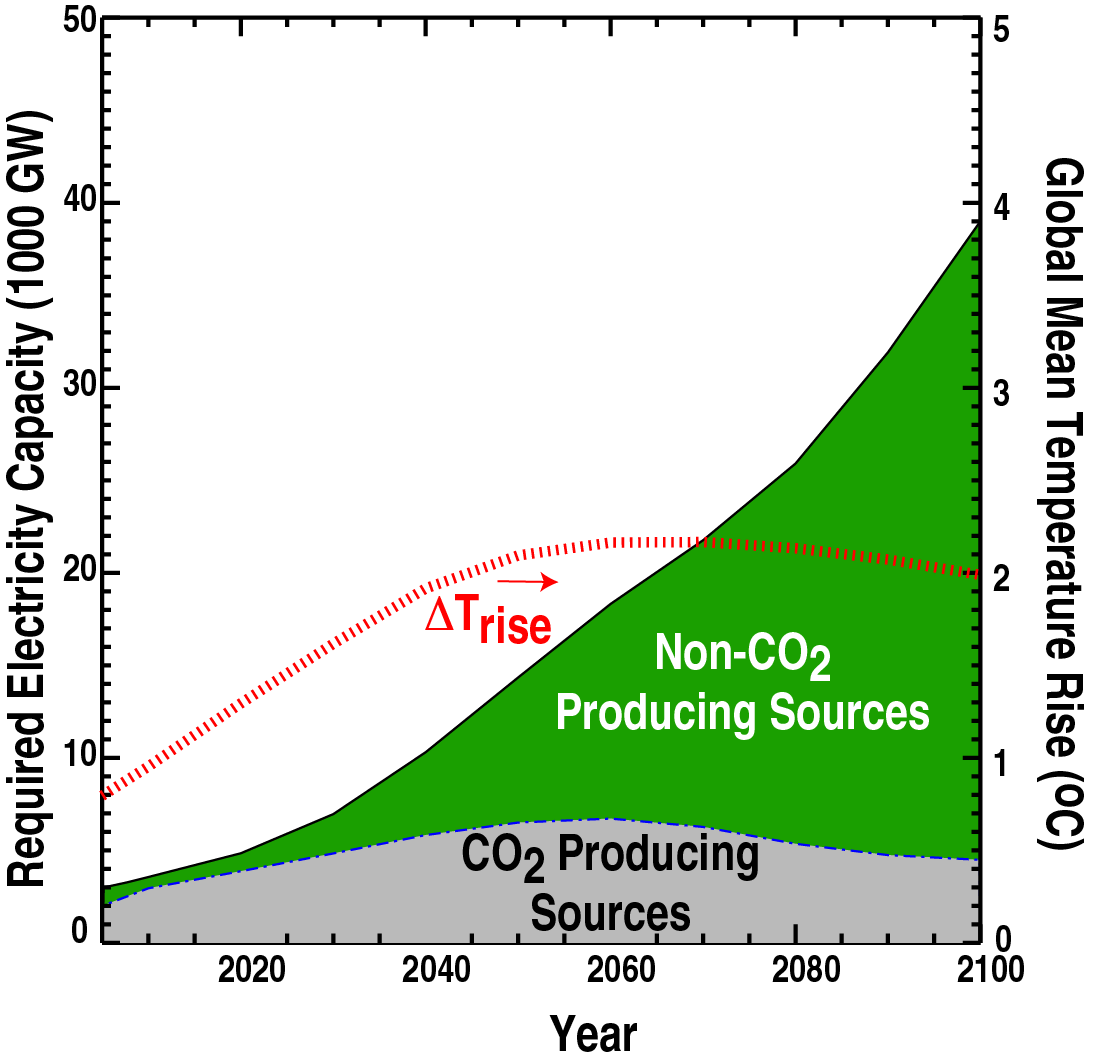 Required Electricity Capacity (1000 GW)
50
40
30
20
10
0
ΔTrise
Non-CO2
Producing Sources
CO2 Producing
Sources
5
4
3
2
1
0
Global Mean Temperature Rise (OC)
2020 2040 2060 2080 2100
Year